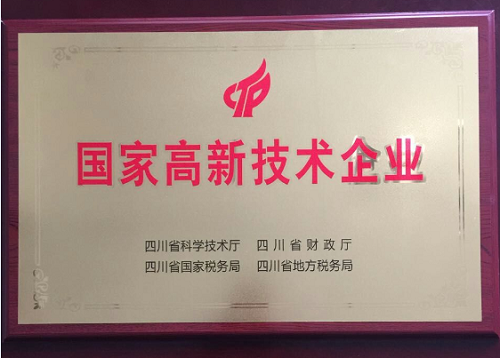 国家高新技术企业
四川省科学技术厅 四川省财政厅
四川省国家税务局 四川省地方税务局